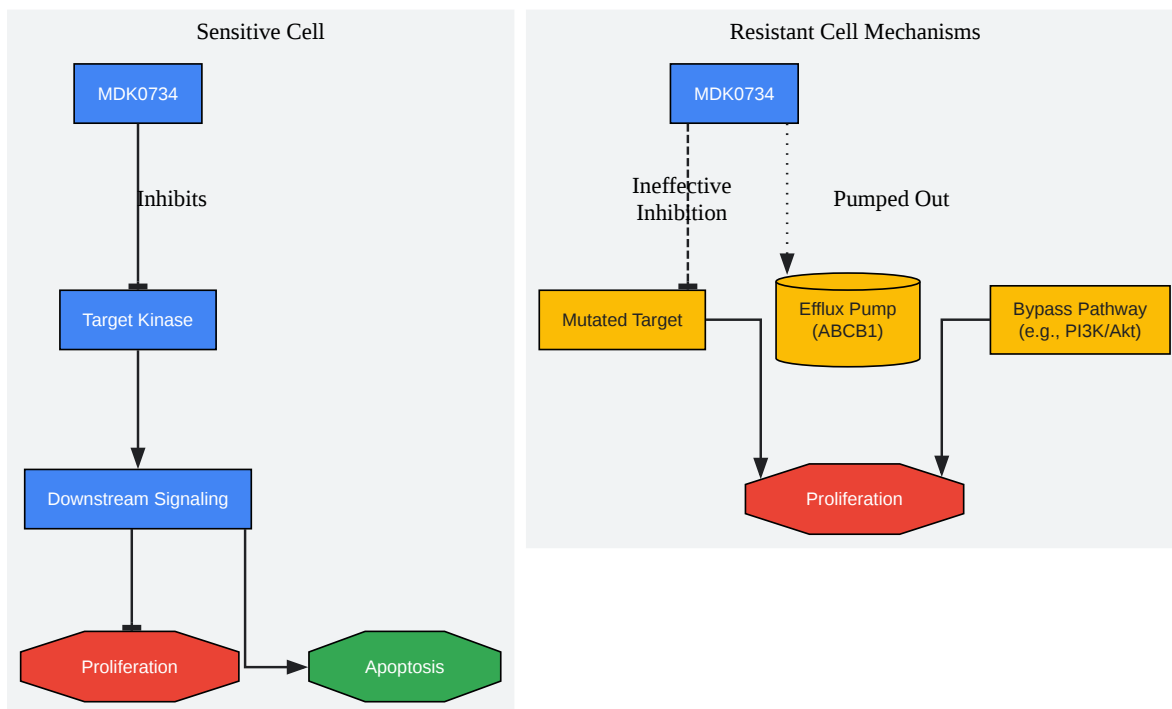 Sensitive Cell
MDK0734
Inhibits
Target Kinase
Downstream Signaling
Proliferation
Apoptosis
Resistant Cell Mechanisms
MDK0734
Ineffective
Inhibition
Pumped Out
Mutated Target
Efflux Pump
(ABCB1)
Bypass Pathway
(e.g., PI3K/Akt)
Proliferation